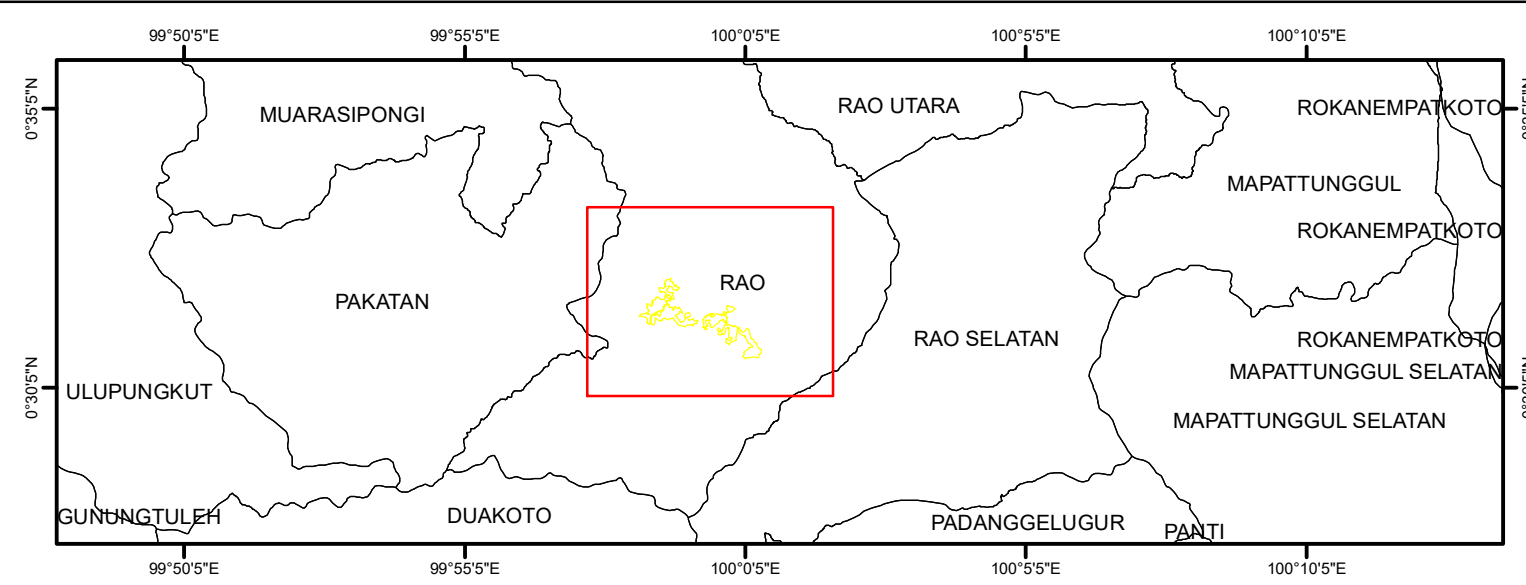 99°50'5"E 99°55'5"E 100°0'5"E 100°5'5"E 100°10'5"E
0°35'5"N
MUARASIPONGI
RAO UTARA
ROKANEMPATKOTO
MAPATTUNGGUL
ROKANEMPATKOTO
RAO
PAKATAN
RAO SELATAN
ROKANEMPATKOTO
MAPATTUNGGUL SELATAN
0°30'5"N
ULUPUNGKUT
MAPATTUNGGUL SELATAN
GUNUNGTULEH
DUAKOTO
PADANGGELUGUR
PANTI
99°50'5"E 99°55'5"E 100°0'5"E 100°5'5"E 100°10'5"E